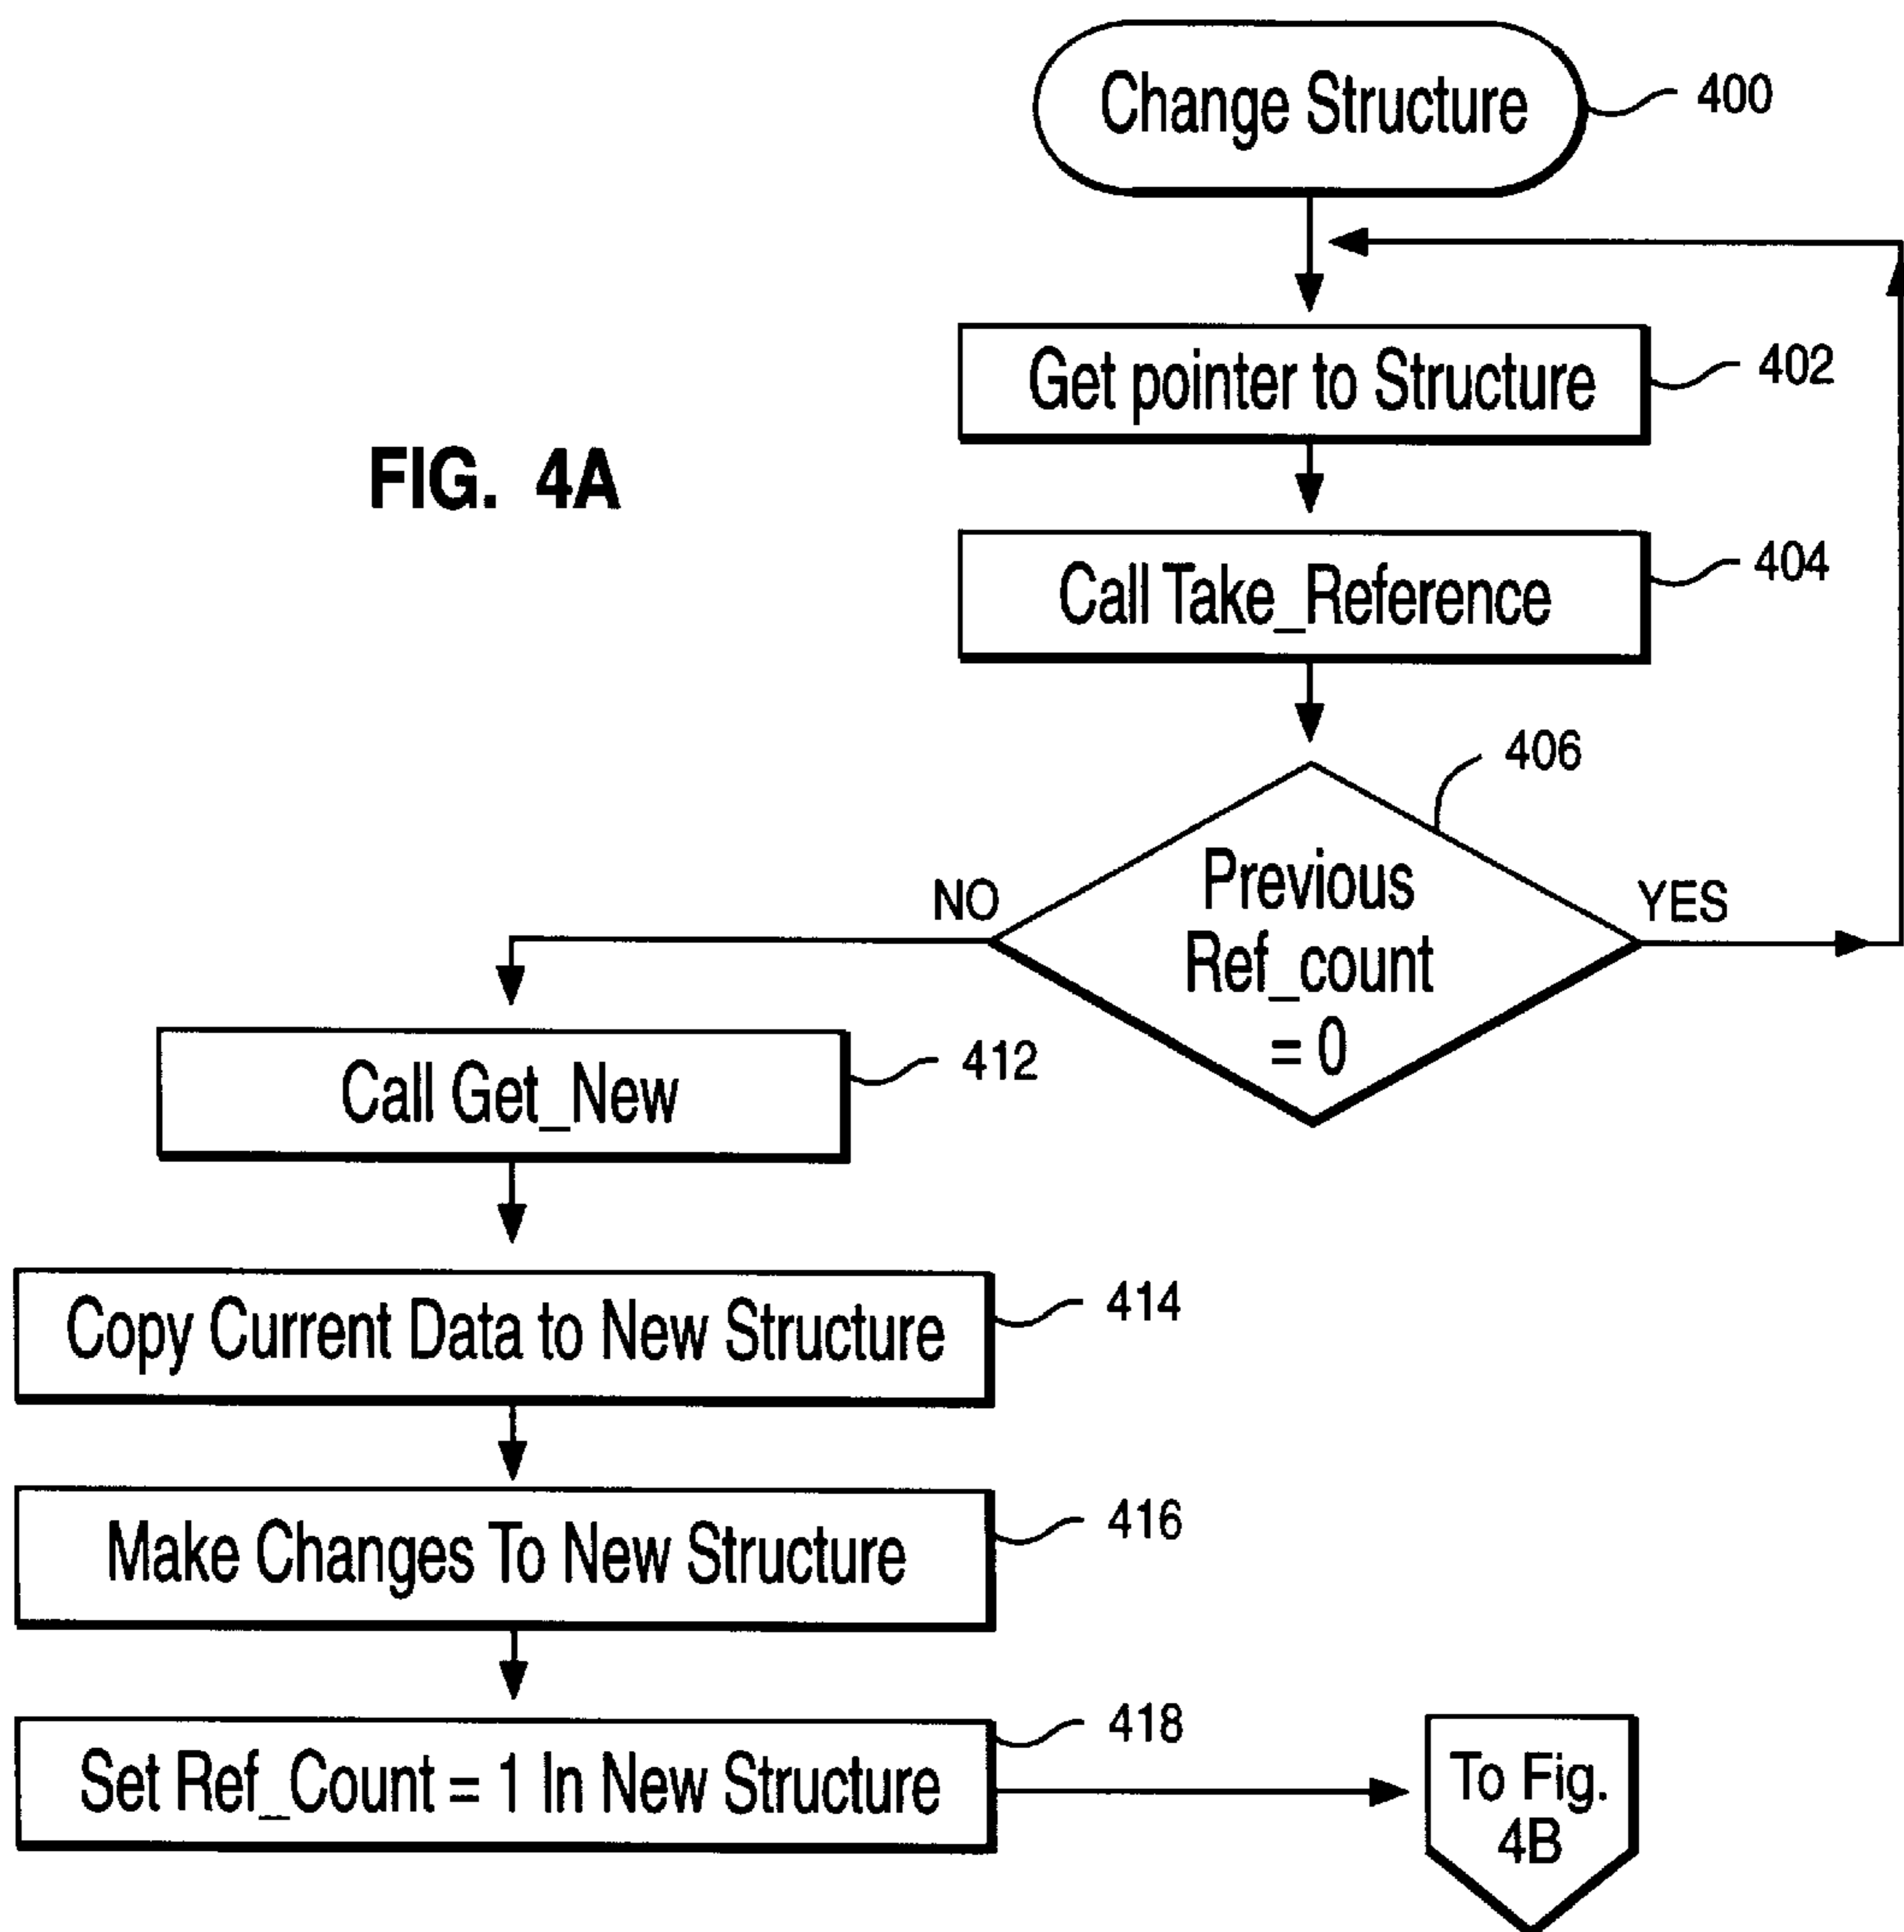 Change Structure
400
Get pointer to Structure
402
FIG. 4A
Call Take_Reference
404
406
Previous
Ref_count
= 0
NO
YES
Call Get_New
412
Copy Current Data to New Structure
414
Make Changes To New Structure
416
Set Ref_Count = 1 In New Structure
418
To Fig.
4B